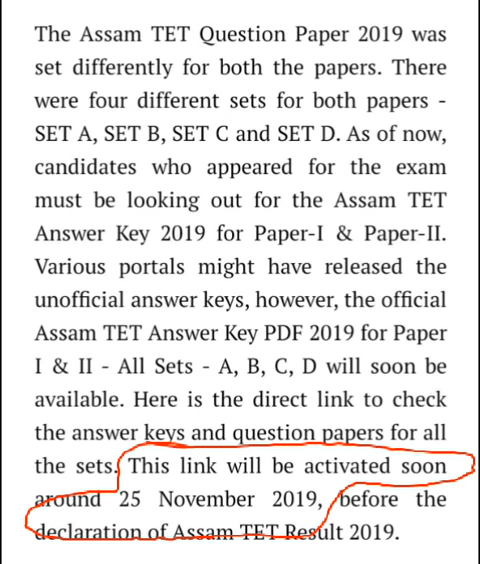 The Assam TET Question Paper 2019 was
set differently for both the papers. There
were four different sets for both papers -
SET A, SET B, SET C and SET D. As of now,
candidates who appeared for the exam
must be looking out for the Assam TET
Answer Key 2019 for Paper-I & Paper-II.
Various portals might have released the
unofficial answer keys, however, the official
Assam TET Answer Key PDF 2019 for Paper
I & II - All Sets - A, B, C, D will soon be
available. Here is the direct link to check
the answer keys and question papers for all
the sets. This link will be activated soon
around 25 November 2019, before the
declaration of Assam TET Result 2019.